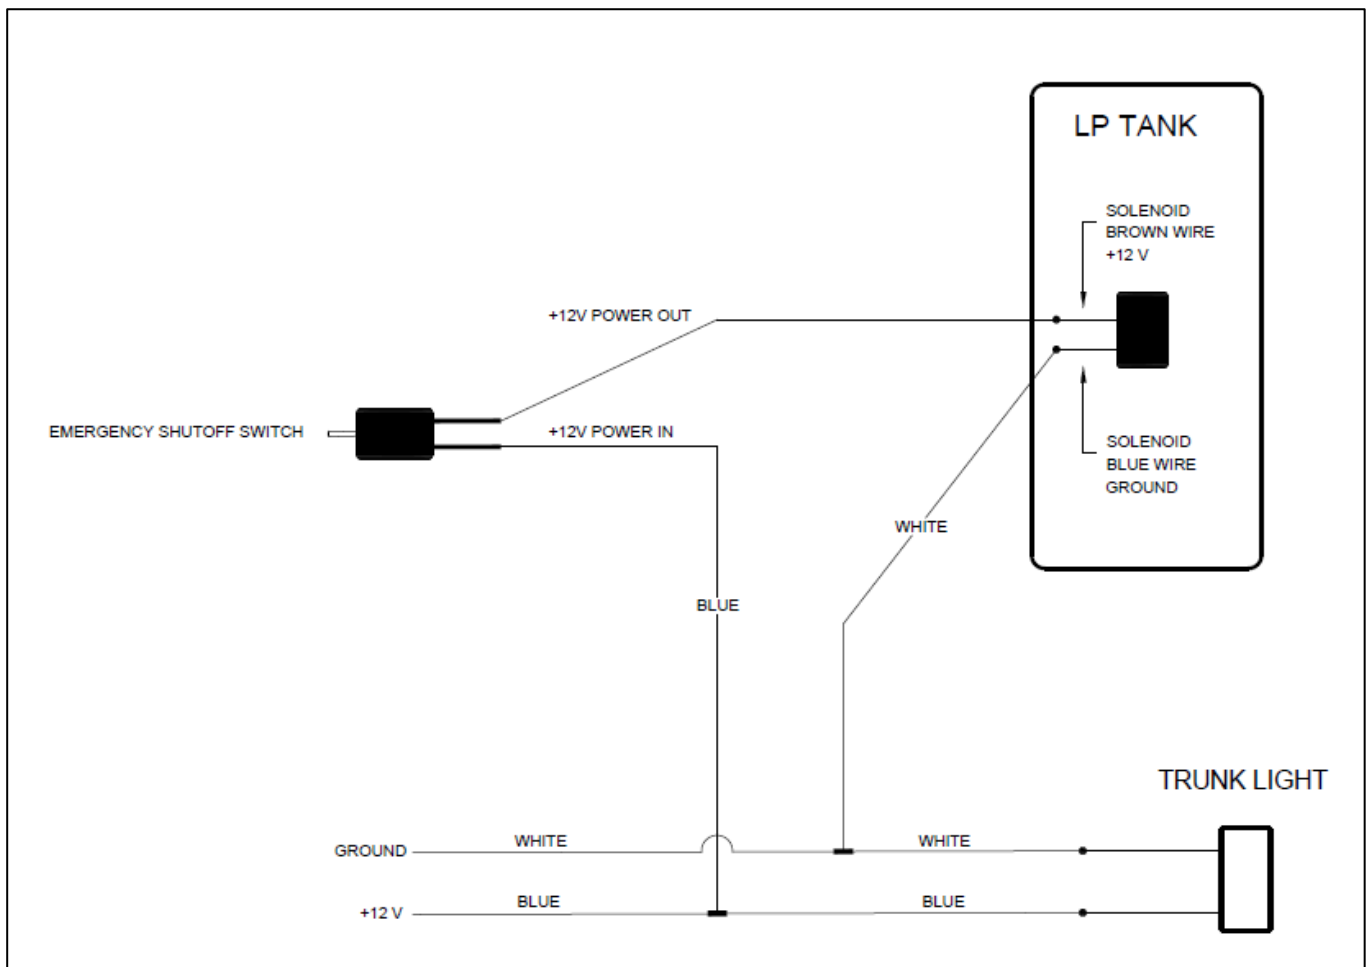 LP TANK
SOLENOID
BROWN WIRE
+12 V
+12V POWER OUT
EMERGENCY SHUTOFF SWITCH
+12V POWER IN
SOLENOID
BLUE WIRE
GROUND
WHITE
BLUE
TRUNK LIGHT
GROUND
WHITE
WHITE
+12 V
BLUE
BLUE